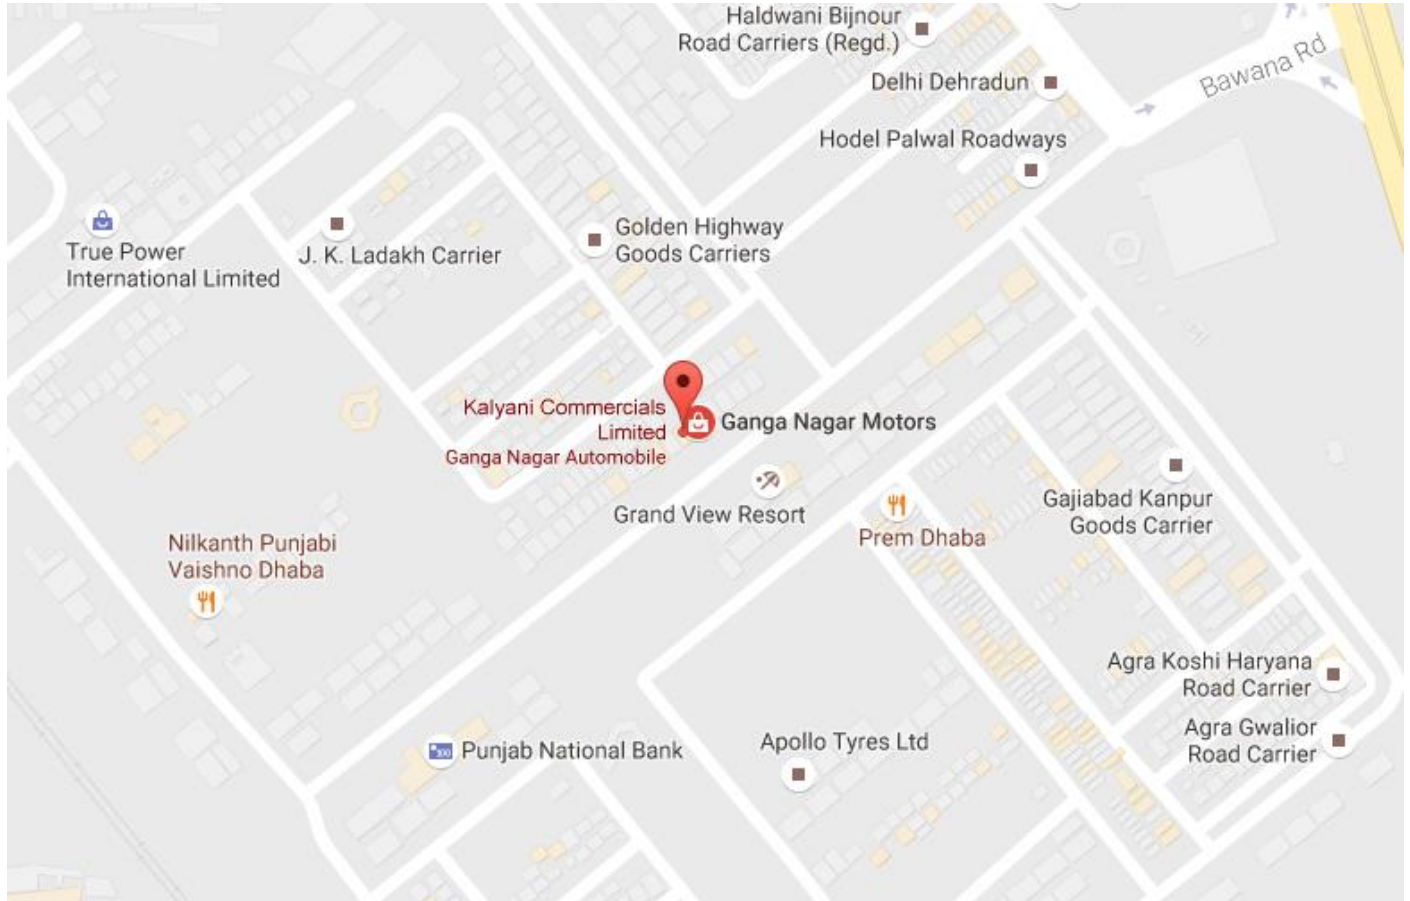 Haldwani Bijnour
Road Carriers (Regd.)
Bawana Rd
Delhi Dehradun
Hodel Palwal Roadways
True Power
International Limited
J. K. Ladakh Carrier
Golden Highway
Goods Carriers
Kalyani Commercials
Limited
Ganga Nagar Automobile
Ganga Nagar Motors
Grand View Resort
Prem Dhaba
Gajiabad Kanpur
Goods Carrier
Nilkanth Punjabi
Vaishno Dhaba
Agra Koshi Haryana
Road Carrier
Agra Gwalior
Road Carrier
Punjab National Bank
Apollo Tyres Ltd